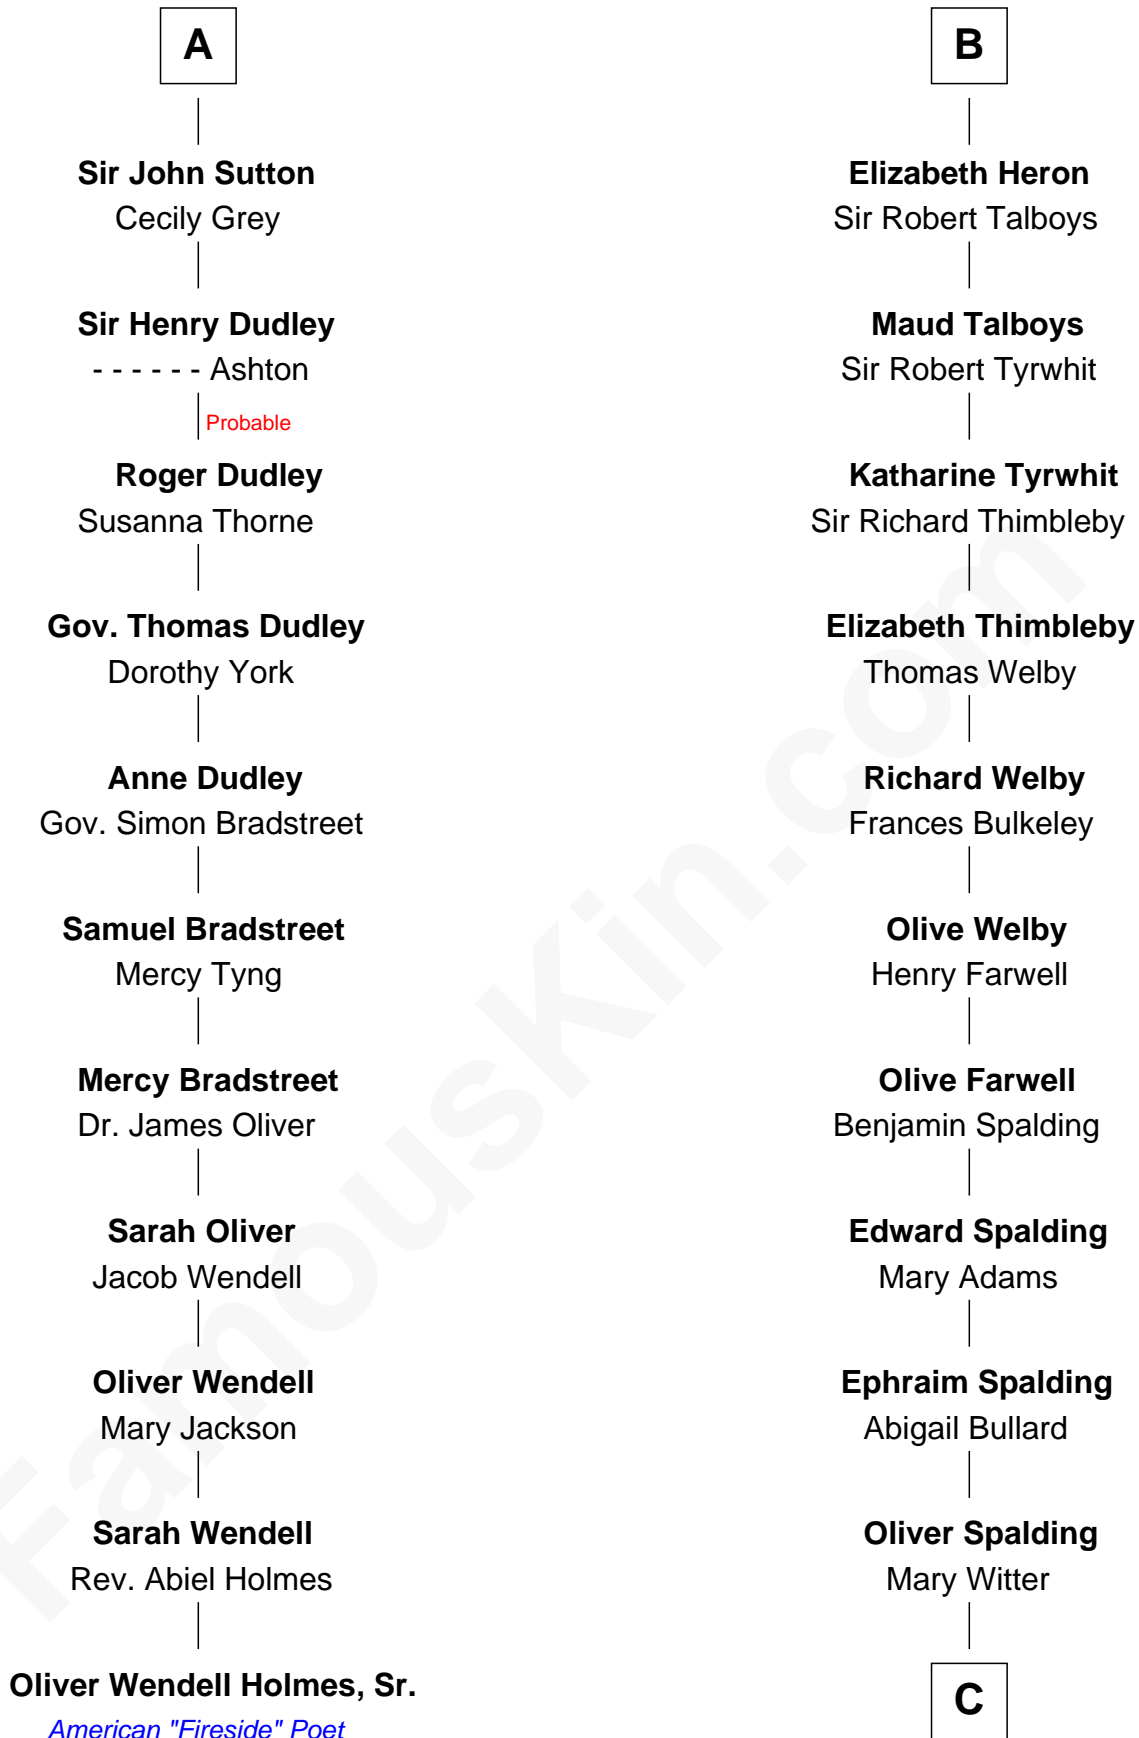 A
Sir John Sutton
Cecily Grey
Sir Henry Dudley
- - - - - - Ashton
Probable
Roger Dudley
Susanna Thorne
Gov. Thomas Dudley
Dorothy York
Anne Dudley
Gov. Simon Bradstreet
Samuel Bradstreet
Mercy Tyng
Mercy Bradstreet
Dr. James Oliver
Sarah Oliver
Jacob Wendell
Oliver Wendell
Mary Jackson
Sarah Wendell
Rev. Abiel Holmes
Oliver Wendell Holmes, Sr.
American "Fireside" Poet
B
Elizabeth Heron
Sir Robert Talboys
Maud Talboys
Sir Robert Tyrwhit
Katharine Tyrwhit
Sir Richard Thimbleby
Elizabeth Thimbleby
Thomas Welby
Richard Welby
Frances Bulkeley
Olive Welby
Henry Farwell
Olive Farwell
Benjamin Spalding
Edward Spalding
Mary Adams
Ephraim Spalding
Abigail Bullard
Oliver Spalding
Mary Witter
C
FamousKin.com